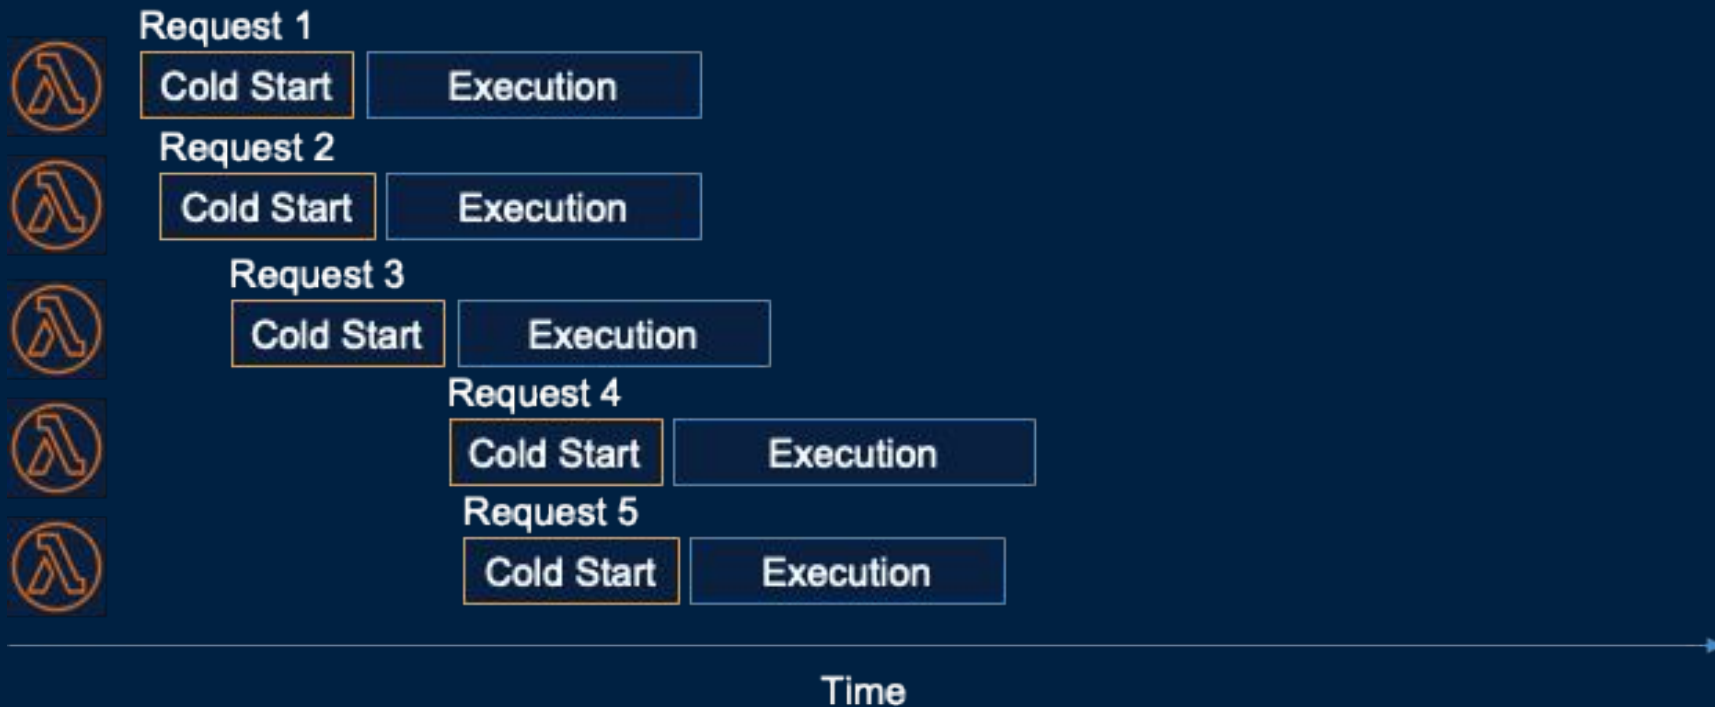 Request 1
Cold Start Execution
Request 2
Cold Start Execution
Request 3
Cold Start Execution
Request 4
Cold Start Execution
Request 5
Cold Start Execution
Time